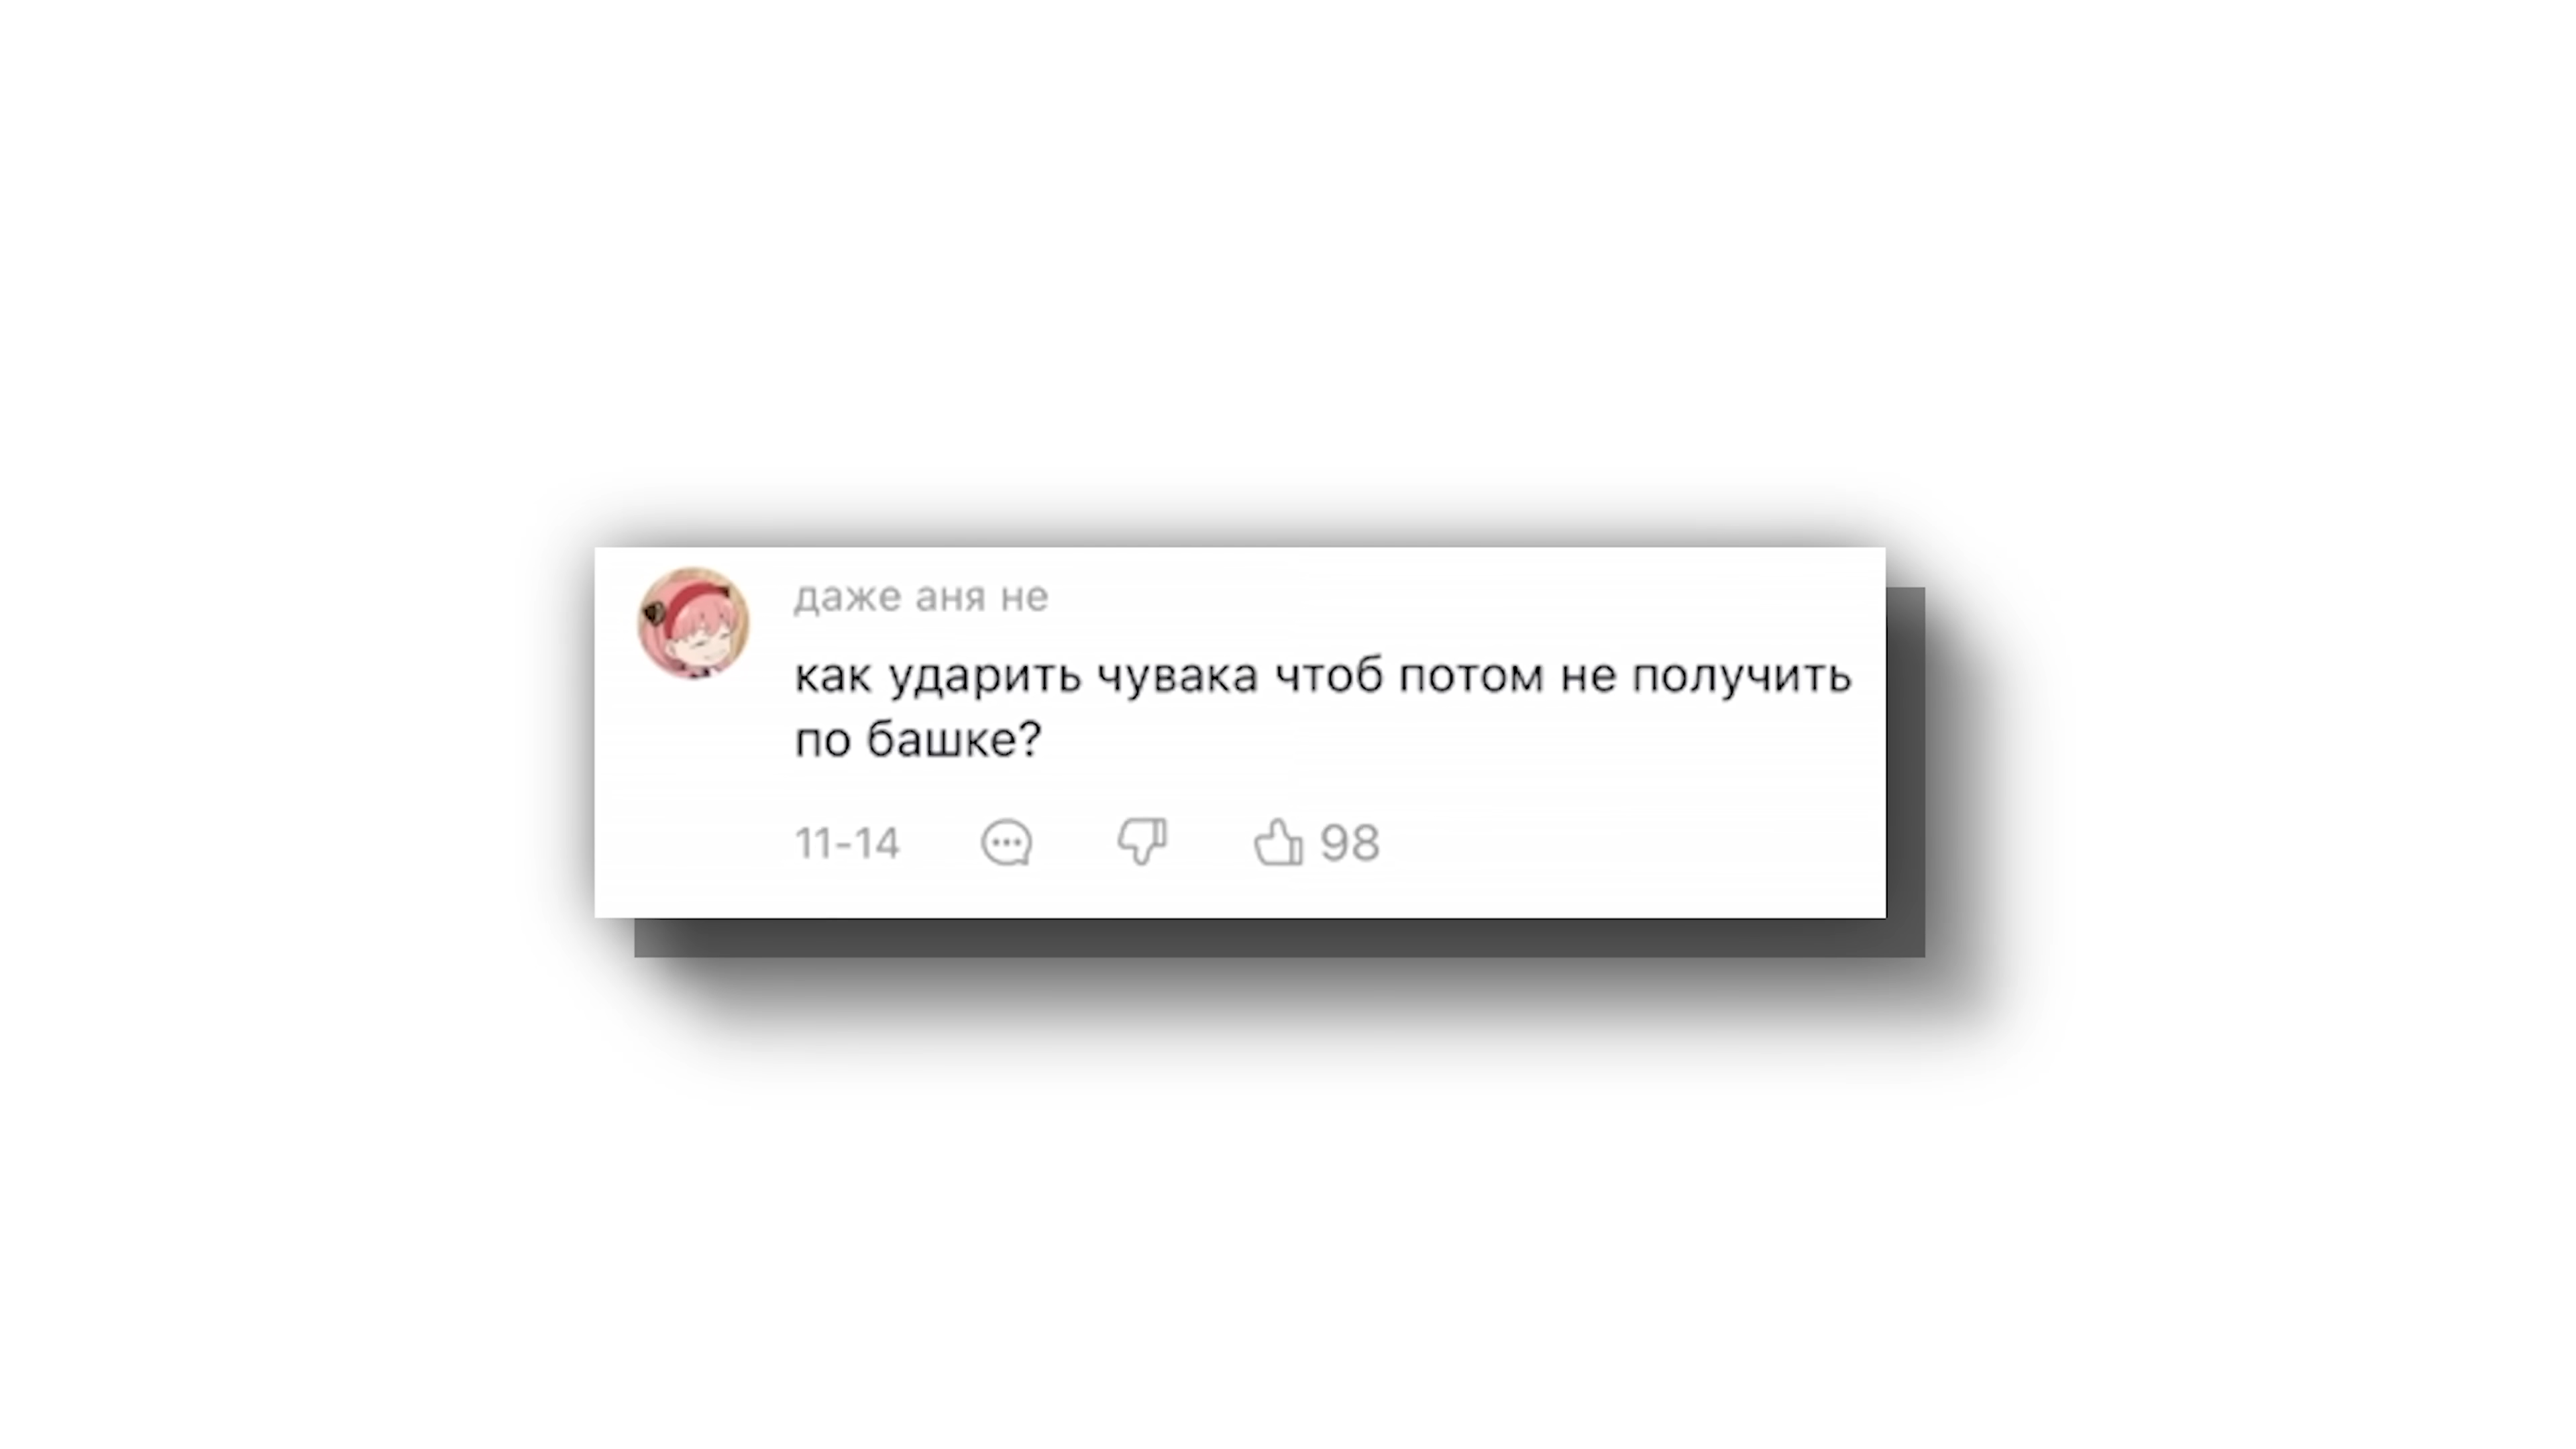 даже аня не
как ударить чувака чтоб потом не получить
по башке?
11-14 98